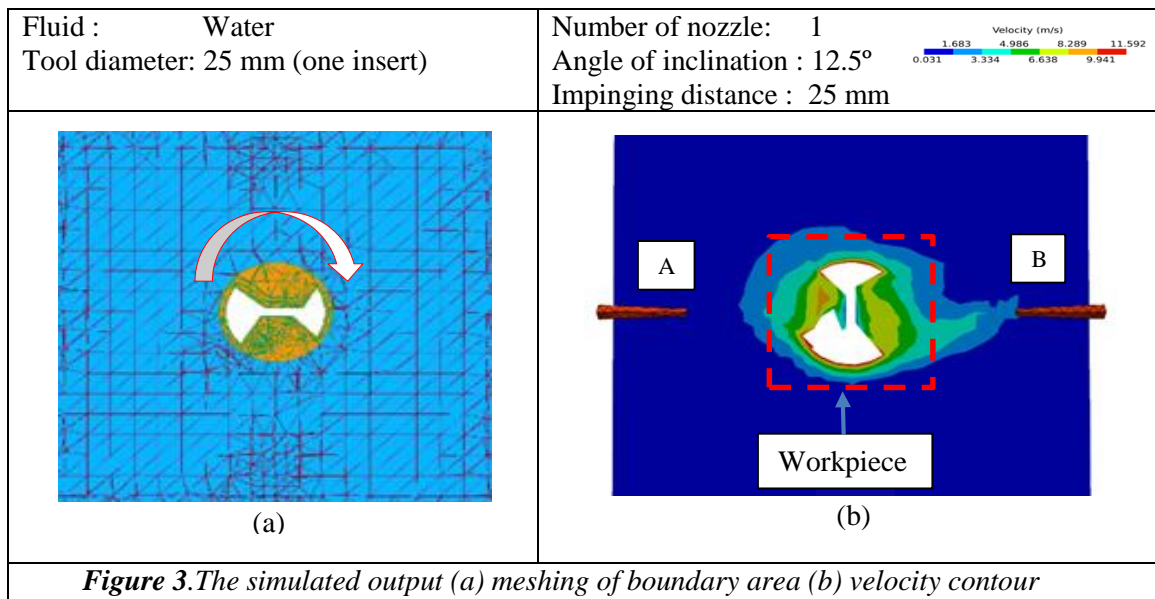 Fluid : Water
Tool diameter: 25 mm (one insert)
Number of nozzle: 1
Angle of inclination : 12.5º
Impinging distance : 25 mm
Velocity (m/s)
1.683 4.986 8.289 11.592
0.031 3.334 6.638 9.941
A
B
Workpiece
(a)
(b)
Figure 3.The simulated output (a) meshing of boundary area (b) velocity contour